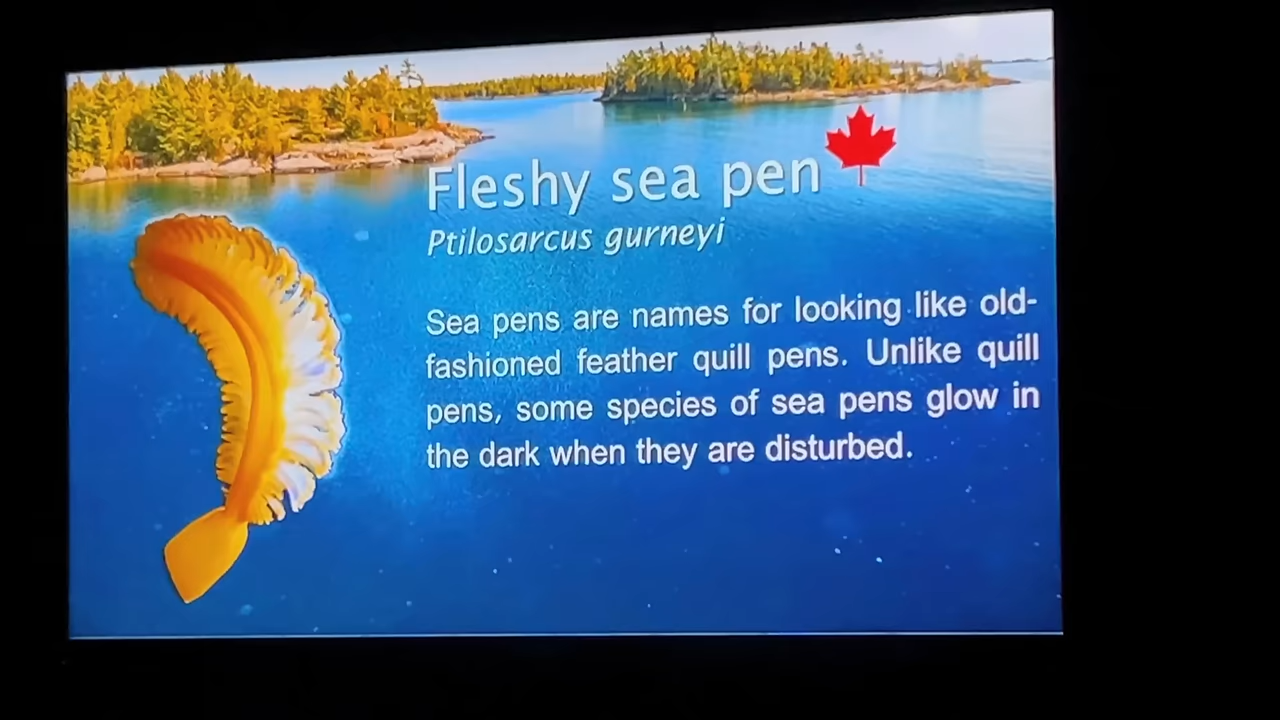 Fleshy sea pen
Ptilosarcus gurneyi
Sea pens are names for looking like old-
fashioned feather quill pens. Unlike quill
pens, some species of sea pens glow in
the dark when they are disturbed.